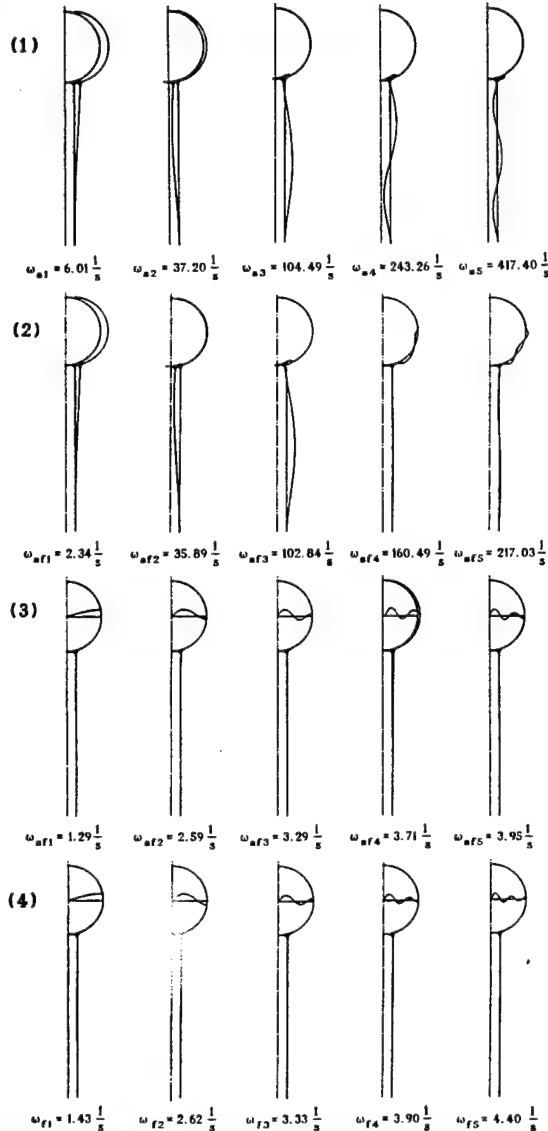 (1)
ωs1 = 6.01 1/s ωs2 = 37.20 1/s ωs3 = 104.49 1/s ωs4 = 243.26 1/s ωs5 = 417.40 1/s
(2)
ωsf1 = 2.34 1/s ωsf2 = 35.89 1/s ωsf3 = 102.84 1/s ωsf4 = 160.49 1/s ωsf5 = 217.03 1/s
(3)
ωsf1 = 1.29 1/s ωsf2 = 2.59 1/s ωsf3 = 3.29 1/s ωsf4 = 3.71 1/s ωsf5 = 3.95 1/s
(4)
ωf1 = 1.43 1/s ωf2 = 2.62 1/s ωf3 = 3.33 1/s ωf4 = 3.90 1/s ωf5 = 4.40 1/s